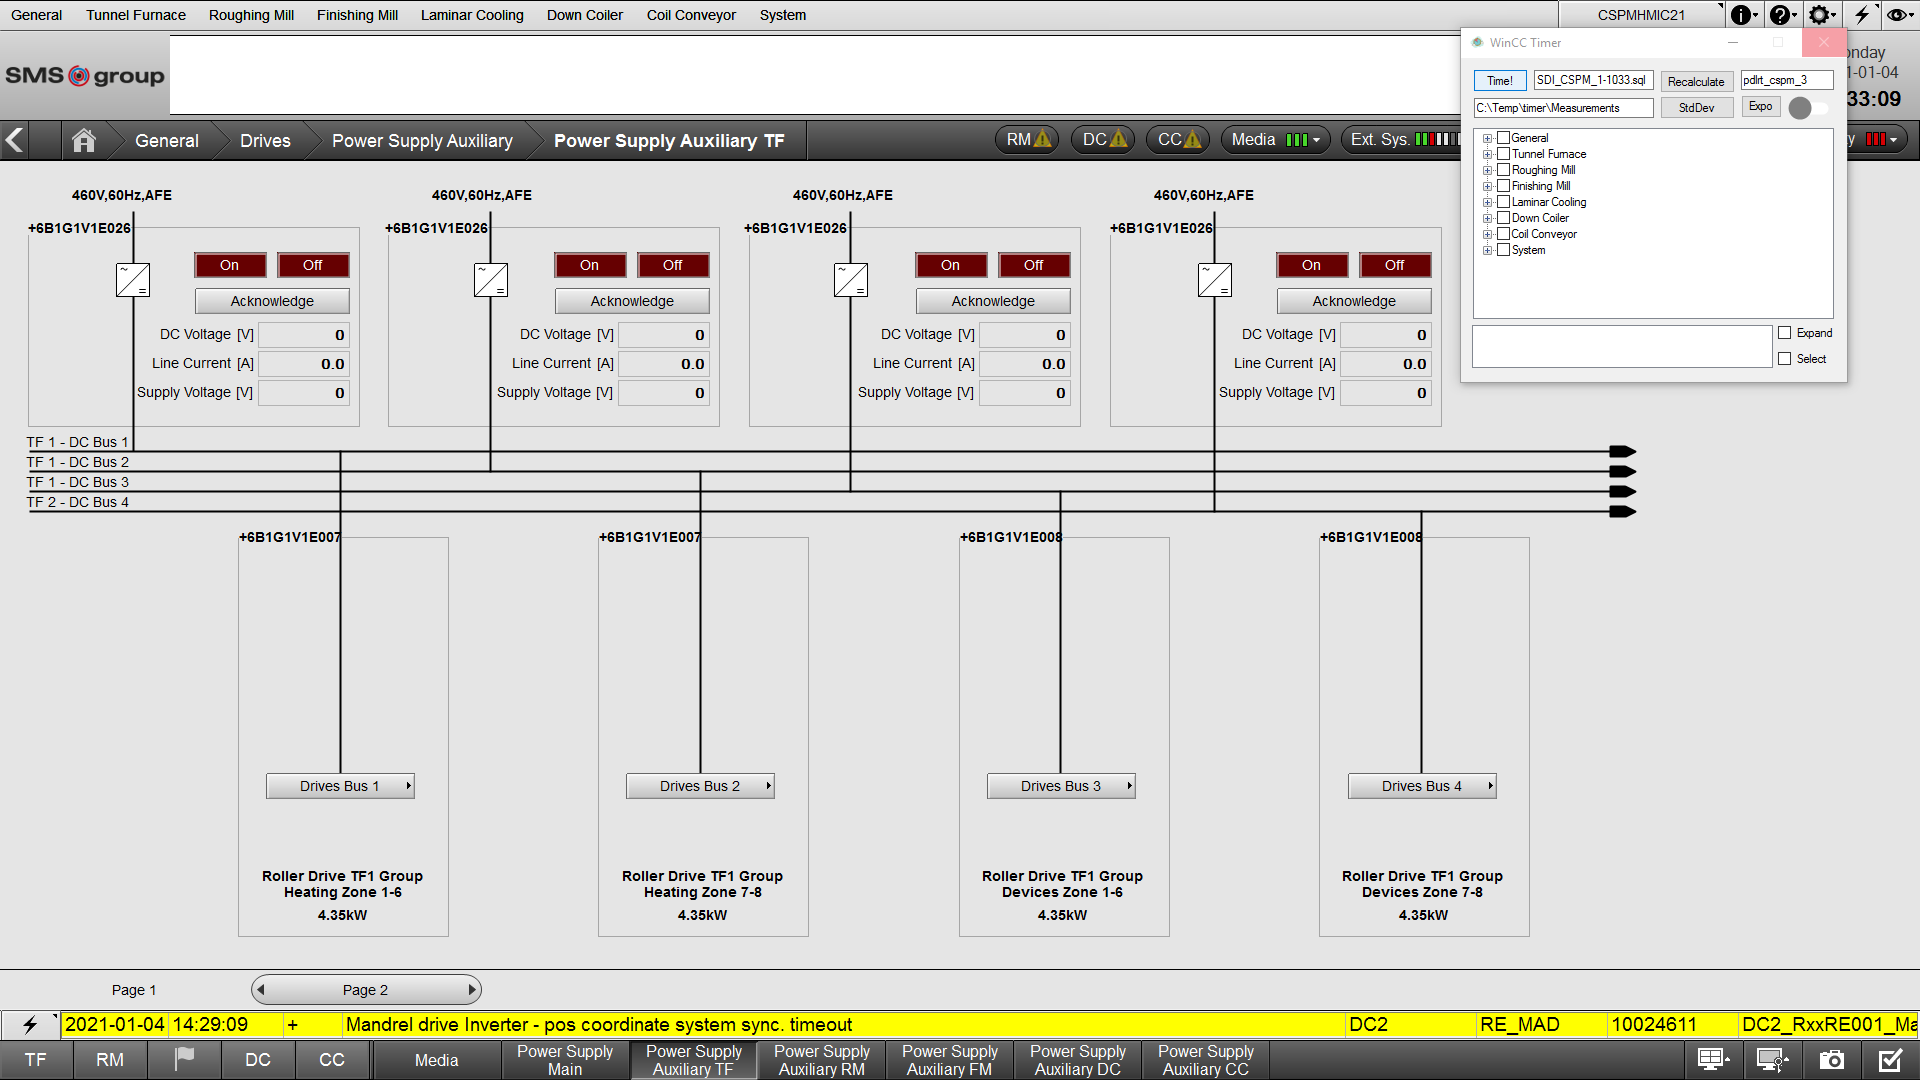 General Tunnel Furnace Roughing Mill Finishing Mill Laminar Cooling Down Coiler Coil Conveyor System CSPMHMIC21
WinCC Timer
nday
SMS group
Time! SDI_CSPM_1-1033.sql Recalculate pdlrt_cspm_3
-01-04
C:\Temp\timer\Measurements StdDev Expo
33:09
General Drives Power Supply Auxiliary Power Supply Auxiliary TF RM DC CC Media Ext. Sys. y
General
Tunnel Furnace
Roughing Mill
Finishing Mill
Laminar Cooling
Down Coiler
Coil Conveyor
System
Expand
Select
460V,60Hz,AFE 460V,60Hz,AFE 460V,60Hz,AFE 460V,60Hz,AFE
+6B1G1V1E026 +6B1G1V1E026 +6B1G1V1E026 +6B1G1V1E026
On Off On Off On Off On Off
Acknowledge Acknowledge Acknowledge Acknowledge
DC Voltage [V] 0 DC Voltage [V] 0 DC Voltage [V] 0 DC Voltage [V] 0
Line Current [A] 0.0 Line Current [A] 0.0 Line Current [A] 0.0 Line Current [A] 0.0
Supply Voltage [V] 0 Supply Voltage [V] 0 Supply Voltage [V] 0 Supply Voltage [V] 0
TF 1 - DC Bus 1
TF 1 - DC Bus 2
TF 1 - DC Bus 3
TF 2 - DC Bus 4
+6B1G1V1E007 +6B1G1V1E007 +6B1G1V1E008 +6B1G1V1E008
Drives Bus 1 Drives Bus 2 Drives Bus 3 Drives Bus 4
Roller Drive TF1 Group Roller Drive TF1 Group Roller Drive TF1 Group Roller Drive TF1 Group
Heating Zone 1-6 Heating Zone 7-8 Devices Zone 1-6 Devices Zone 7-8
4.35kW 4.35kW 4.35kW 4.35kW
Page 1 Page 2
2021-01-04 14:29:09 + Mandrel drive Inverter - pos coordinate system sync. timeout DC2 RE_MAD 10024611 DC2_RxxRE001_Ma
TF RM DC CC Media Power Supply Main Power Supply Auxiliary TF Power Supply Auxiliary RM Power Supply Auxiliary FM Power Supply Auxiliary DC Power Supply Auxiliary CC